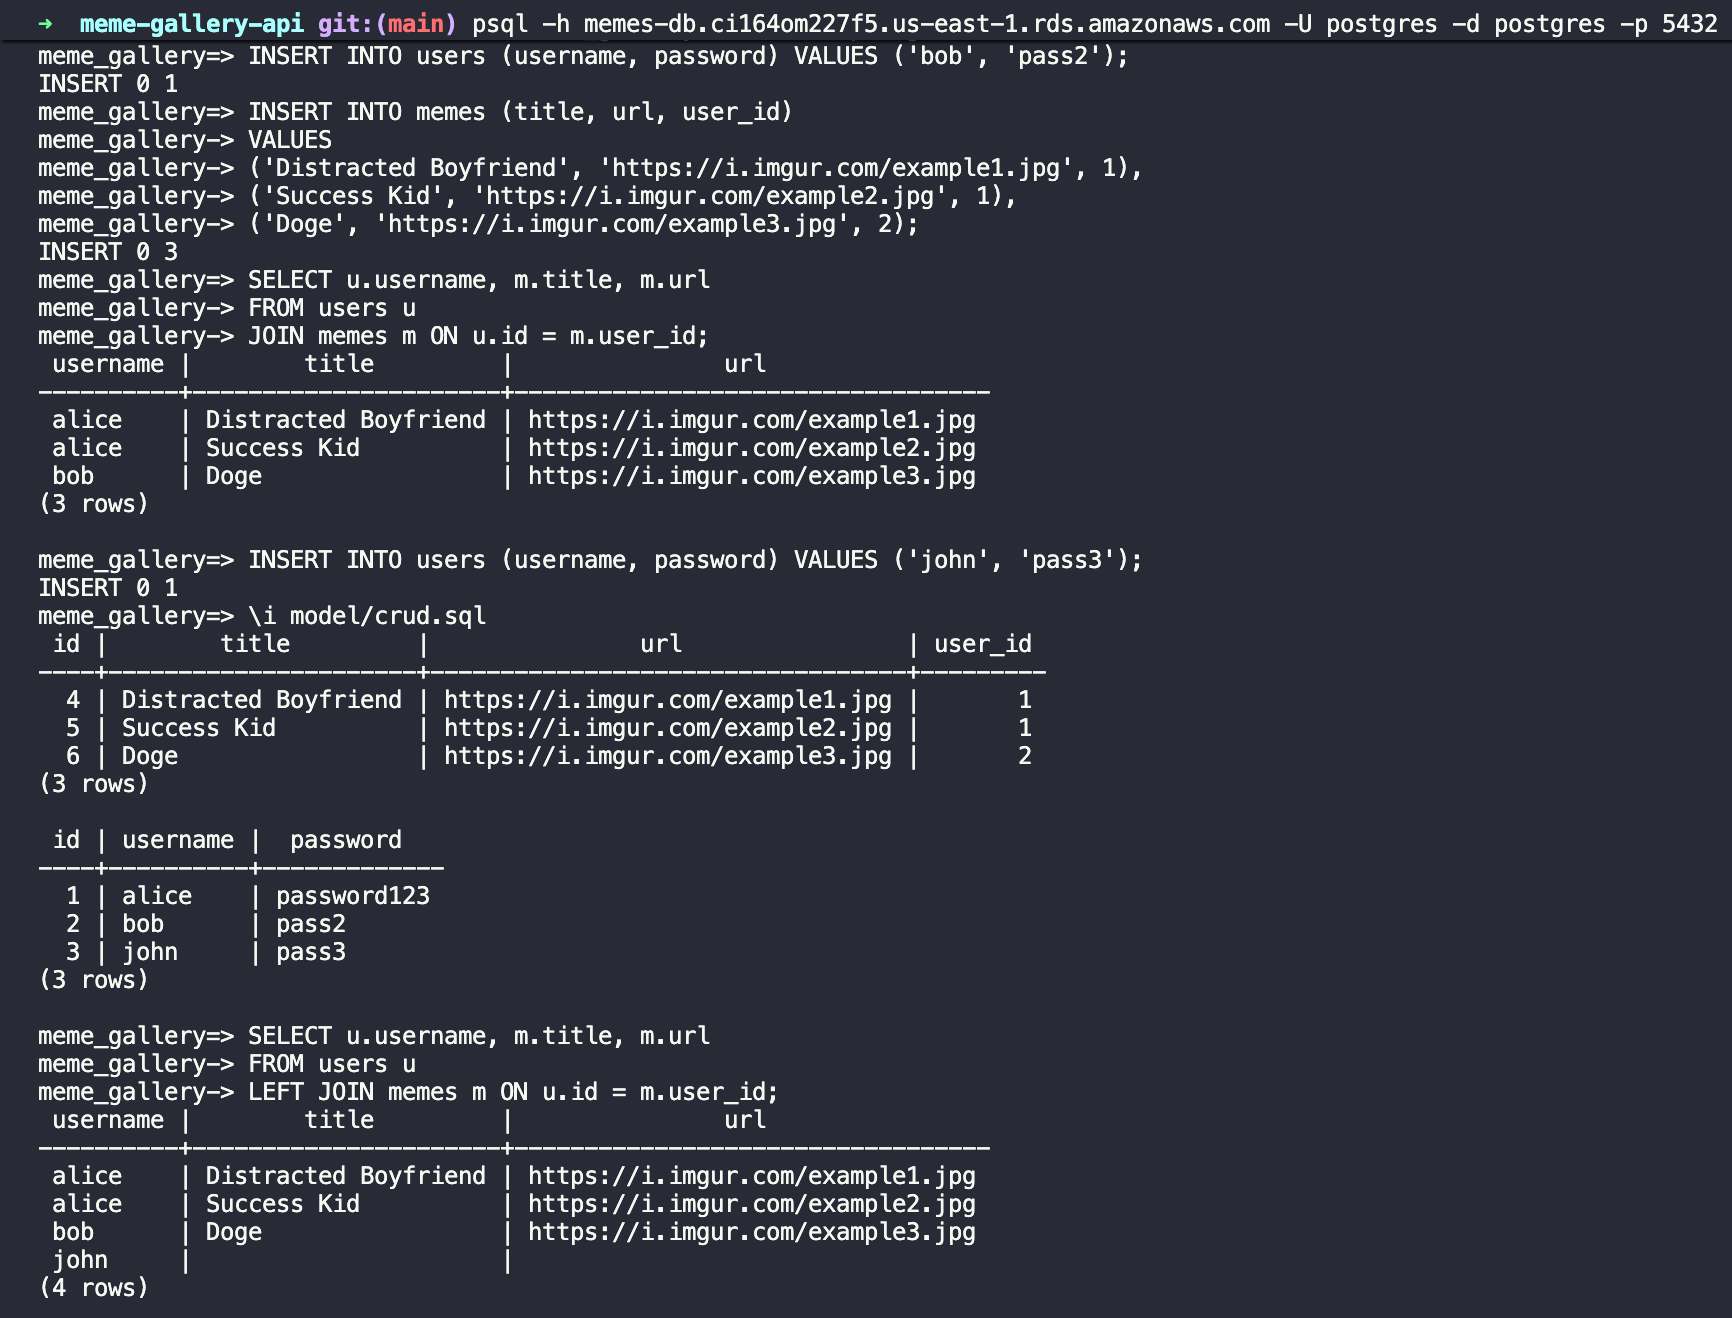 ➜  meme-gallery-api git:(main) psql -h memes-db.ci164om227f5.us-east-1.rds.amazonaws.com -U postgres -d postgres -p 5432
meme_gallery=> INSERT INTO users (username, password) VALUES ('bob', 'pass2');
INSERT 0 1
meme_gallery=> INSERT INTO memes (title, url, user_id)
meme_gallery-> VALUES
meme_gallery-> ('Distracted Boyfriend', 'https://i.imgur.com/example1.jpg', 1),
meme_gallery-> ('Success Kid', 'https://i.imgur.com/example2.jpg', 1),
meme_gallery-> ('Doge', 'https://i.imgur.com/example3.jpg', 2);
INSERT 0 3
meme_gallery=> SELECT u.username, m.title, m.url
meme_gallery-> FROM users u
meme_gallery-> JOIN memes m ON u.id = m.user_id;
 username |        title         |               url
----------+----------------------+----------------------------------
 alice    | Distracted Boyfriend | https://i.imgur.com/example1.jpg
 alice    | Success Kid          | https://i.imgur.com/example2.jpg
 bob      | Doge                 | https://i.imgur.com/example3.jpg
(3 rows)

meme_gallery=> INSERT INTO users (username, password) VALUES ('john', 'pass3');
INSERT 0 1
meme_gallery=> \i model/crud.sql
 id |        title         |               url                | user_id
----+----------------------+----------------------------------+---------
  4 | Distracted Boyfriend | https://i.imgur.com/example1.jpg |       1
  5 | Success Kid          | https://i.imgur.com/example2.jpg |       1
  6 | Doge                 | https://i.imgur.com/example3.jpg |       2
(3 rows)

 id | username |  password
----+----------+-------------
  1 | alice    | password123
  2 | bob      | pass2
  3 | john     | pass3
(3 rows)

meme_gallery=> SELECT u.username, m.title, m.url
meme_gallery-> FROM users u
meme_gallery-> LEFT JOIN memes m ON u.id = m.user_id;
 username |        title         |               url
----------+----------------------+----------------------------------
 alice    | Distracted Boyfriend | https://i.imgur.com/example1.jpg
 alice    | Success Kid          | https://i.imgur.com/example2.jpg
 bob      | Doge                 | https://i.imgur.com/example3.jpg
 john     |                      |
(4 rows)